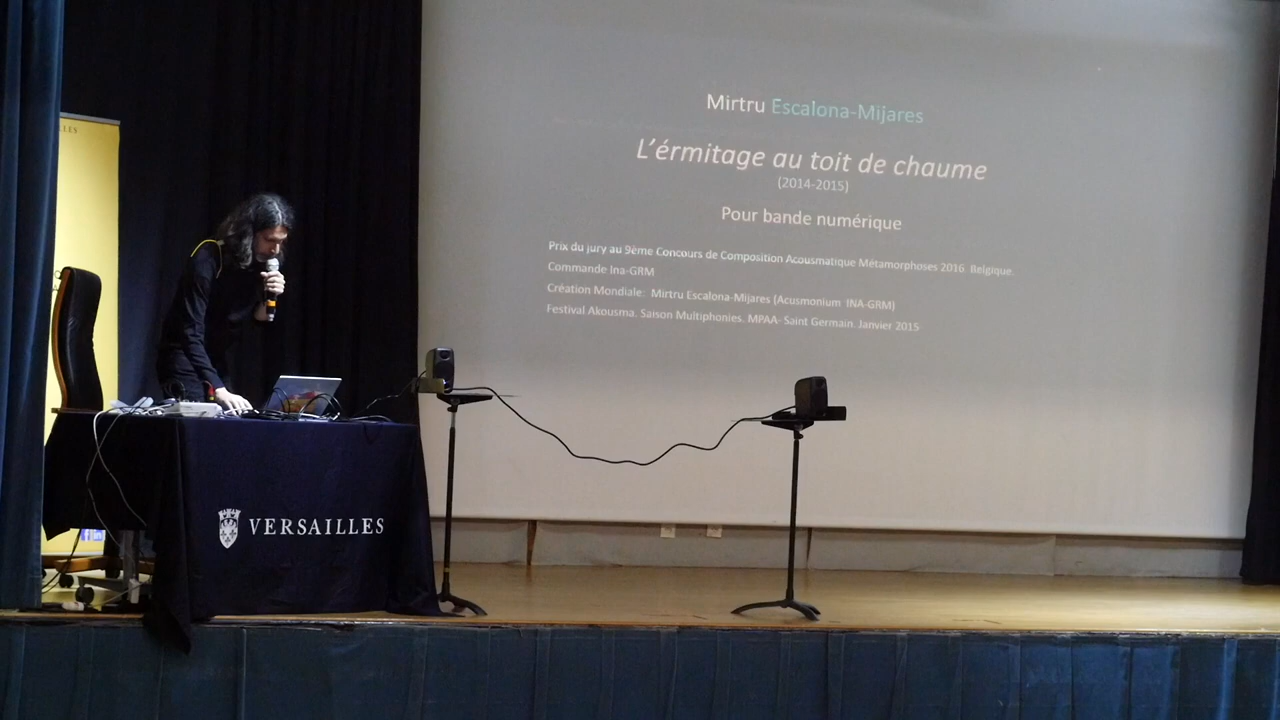 Mirtru Escalona-Mijares
L'érmitage au toit de chaume
(2014-2015)
Pour bande numérique
Prix du jury au 9ème Concours de Composition Acousmatique Métamorphoses 2016 Belgique.
Commande Ina-GRM
Création Mondiale: Mirtru Escalona-Mijares (Acusmonium INA-GRM)
Festival Akousma. Saison Multiphonies. MPAA- Saint Germain. Janvier 2015
VERSAILLES